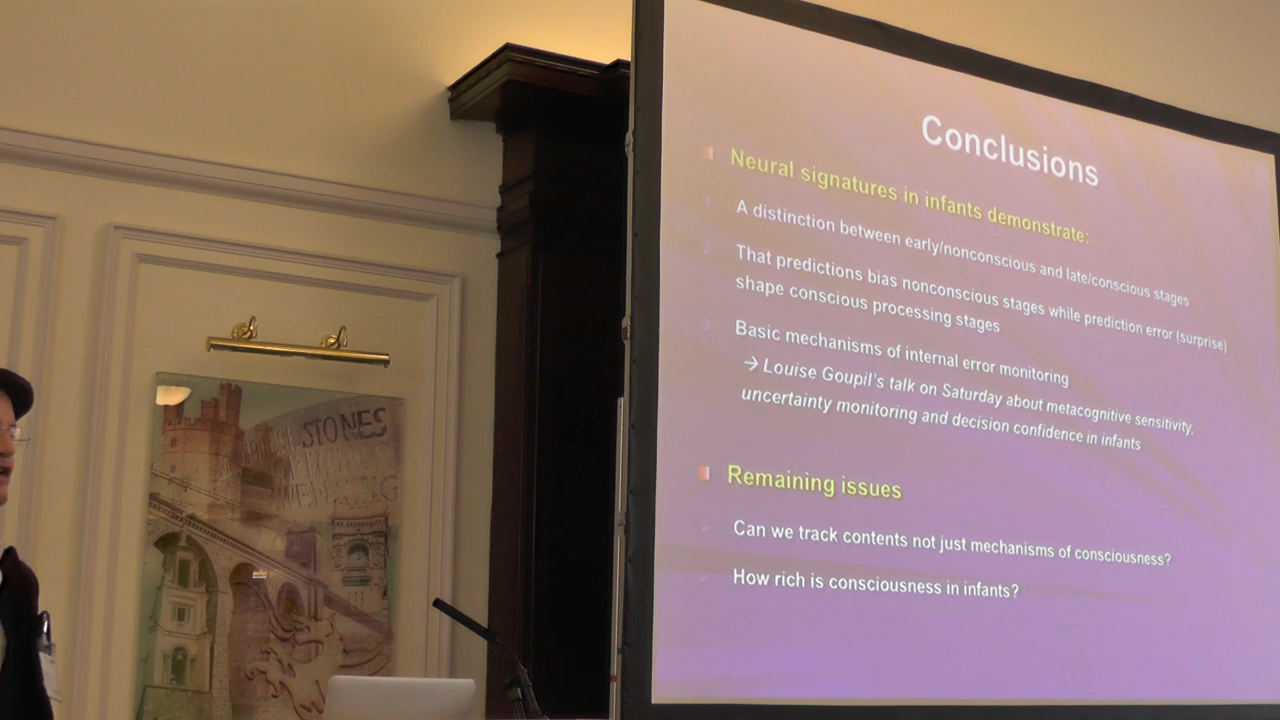 Conclusions
Neural signatures in infants demonstrate:
1. A distinction between early/nonconscious and late/conscious stages
2. That predictions bias nonconscious stages while prediction error (surprise)
shape conscious processing stages
3. Basic mechanisms of internal error monitoring
→ Louise Goupil's talk on Saturday about metacognitive sensitivity,
uncertainty monitoring and decision confidence in infants
Remaining issues
Can we track contents not just mechanisms of consciousness?
How rich is consciousness in infants?
STONES